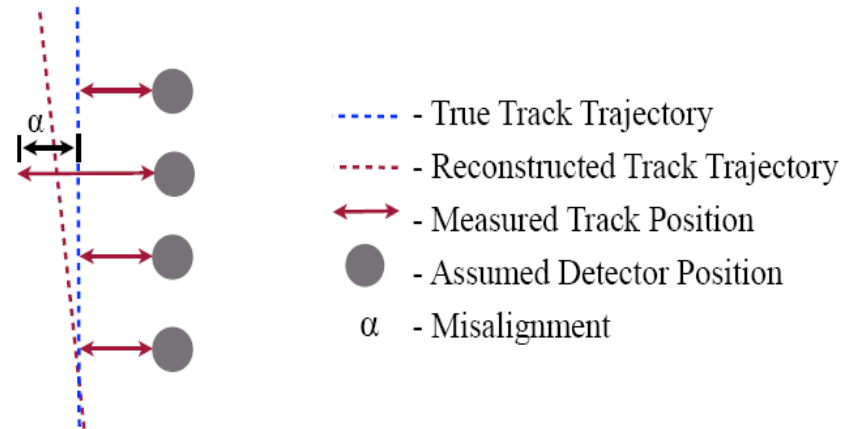 α
- True Track Trajectory
- Reconstructed Track Trajectory
- Measured Track Position
- Assumed Detector Position
α - Misalignment